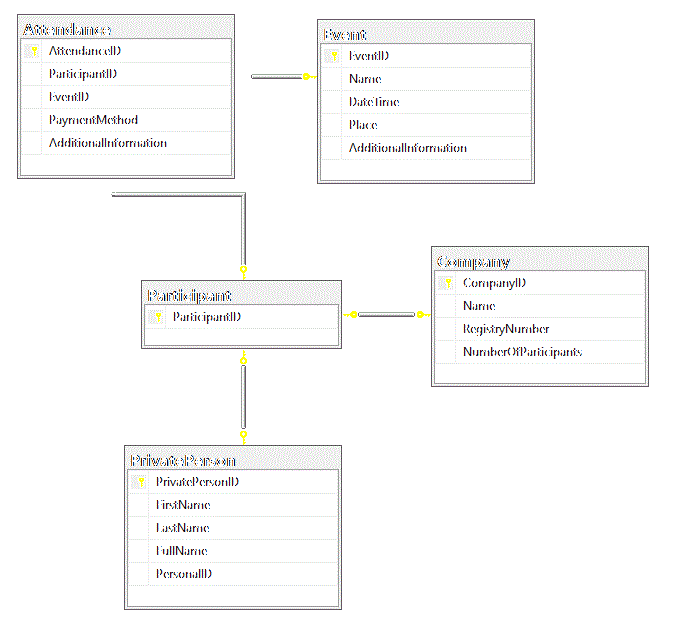 Attendance
AttendanceID
ParticipantID
EventID
PaymentMethod
AdditionalInformation
Event
EventID
Name
DateTime
Place
AdditionalInformation
Participant
ParticipantID
Company
CompanyID
Name
RegistryNumber
NumberOfParticipants
PrivatePerson
PrivatePersonID
FirstName
LastName
FullName
PersonalID